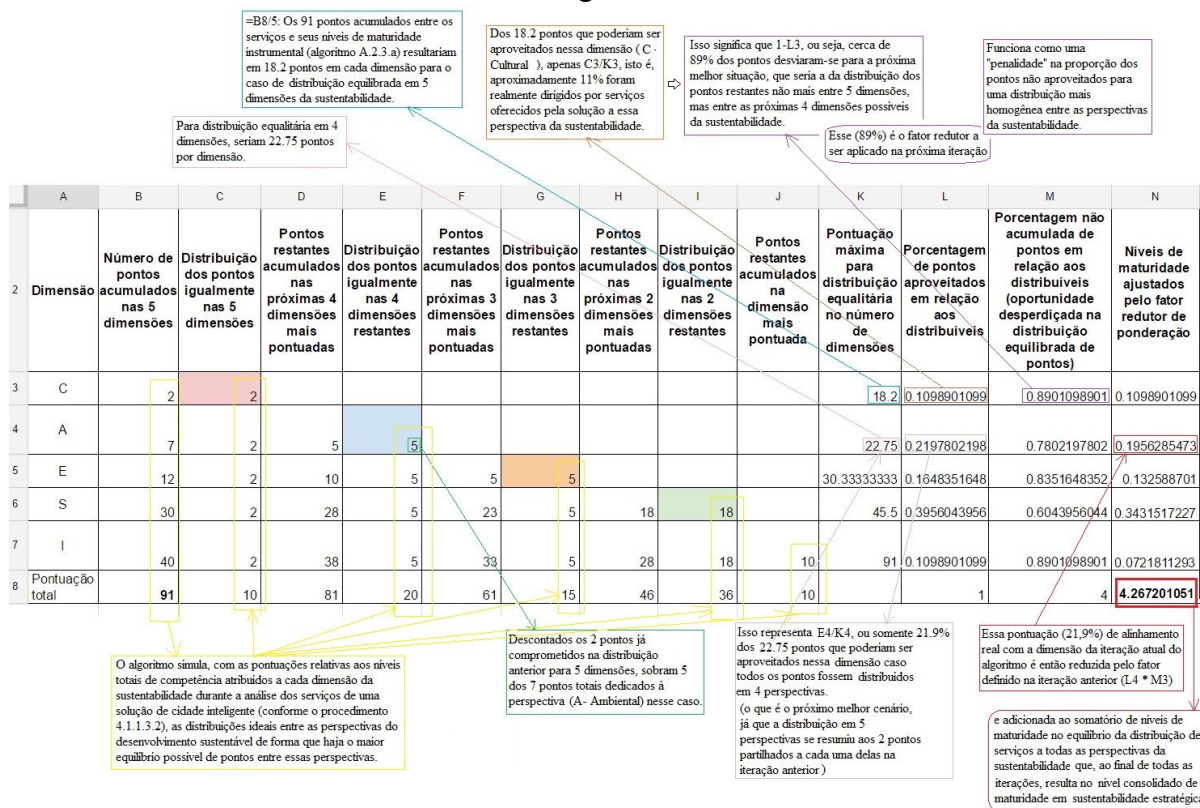 =B8/5: Os 91 pontos acumulados entre os
serviços e seus níveis de maturidade
instrumental (algoritmo A.2.3.a) resultariam
em 18.2 pontos em cada dimensão para o
caso de distribuição equilibrada em 5
dimensões da sustentabilidade.
Dos 18.2 pontos que poderiam ser
aproveitados nessa dimensão ( C -
Cultural ), apenas C3/K3, isto é,
aproximadamente 11% foram
realmente dirigidos por serviços
oferecidos pela solução a essa
perspectiva da sustentabilidade.
Isso significa que 1-L3, ou seja, cerca de
89% dos pontos desviaram-se para a próxima
melhor situação, que seria a da distribuição dos
pontos restantes não mais entre 5 dimensões,
mas entre as próximas 4 dimensões possíveis
da sustentabilidade.
Funciona como uma
"penalidade" na proporção dos
pontos não aproveitados para
uma distribuição mais
homogênea entre as perspectivas
da sustentabilidade.
Para distribuição equalitária em 4
dimensões, seriam 22.75 pontos
por dimensão.
Esse (89%) é o fator redutor a
ser aplicado na próxima iteração
A B C D E F G H I J K L M N
2
Dimensão
Número de
pontos
acumulados
nas 5
dimensões
Distribuição
dos pontos
igualmente
nas 5
dimensões
Pontos
restantes
acumulados
nas
próximas 4
dimensões
mais
pontuadas
Distribuição
dos pontos
igualmente
nas 4
dimensões
restantes
Pontos
restantes
acumulados
nas
próximas 3
dimensões
mais
pontuadas
Distribuição
dos pontos
igualmente
nas 3
dimensões
restantes
Pontos
restantes
acumulados
nas
próximas 2
dimensões
mais
pontuadas
Distribuição
dos pontos
igualmente
nas 2
dimensões
restantes
Pontos
restantes
acumulados
na
dimensão
mais
pontuada
Pontuação
máxima
para
distribuição
equalitária
no número
de
dimensões
Porcentagem
de pontos
aproveitados
em relação
aos
distribuíveis
Porcentagem não
acumulada de
pontos em
relação aos
distribuíveis
(oportunidade
desperdiçada na
distribuição
equilibrada de
pontos)
Níveis de
maturidade
ajustados
pelo fator
redutor de
ponderação
3 C 2 2 18.2 0.1098901099 0.8901098901 0.1098901099
4 A 7 2 5 5 22.75 0.2197802198 0.7802197802 0.1956285473
5 E 12 2 10 5 5 5 30.33333333 0.1648351648 0.8351648352 0.132588701
6 S 30 2 28 5 23 5 18 18 45.5 0.3956043956 0.6043956044 0.3431517227
7 I 40 2 38 5 33 5 28 18 10 91 0.1098901099 0.8901098901 0.0721811293
8 Pontuação
total 91 10 81 20 61 15 46 36 10 1 4 4.267201051
O algoritmo simula, com as pontuações relativas aos níveis
totais de competência atribuídos a cada dimensão da
sustentabilidade durante a análise dos serviços de uma
solução de cidade inteligente (conforme o procedimento
4.1.1.3.2), as distribuições ideais entre as perspectivas do
desenvolvimento sustentável de forma que haja o maior
equilíbrio possível de pontos entre essas perspectivas.
Descontados os 2 pontos já
comprometidos na distribuição
anterior para 5 dimensões, sobram 5
dos 7 pontos totais dedicados à
perspectiva (A- Ambiental) nesse caso.
Isso representa E4/K4, ou somente 21.9%
dos 22.75 pontos que poderiam ser
aproveitados nessa dimensão caso
todos os pontos fossem distribuídos
em 4 perspectivas.
(o que é o próximo melhor cenário,
já que a distribuição em 5
perspectivas se resumiu aos 2 pontos
partilhados a cada uma delas na
iteração anterior )
Essa pontuação (21,9%) de alinhamento
real com a dimensão da iteração atual do
algoritmo é então reduzida pelo fator
definido na iteração anterior (L4 * M3)
e adicionada ao somatório de níveis de
maturidade no equilíbrio da distribuição de
serviços a todas as perspectivas da
sustentabilidade que, ao final de todas as
iterações, resulta no nível consolidado de
maturidade em sustentabilidade estratégica